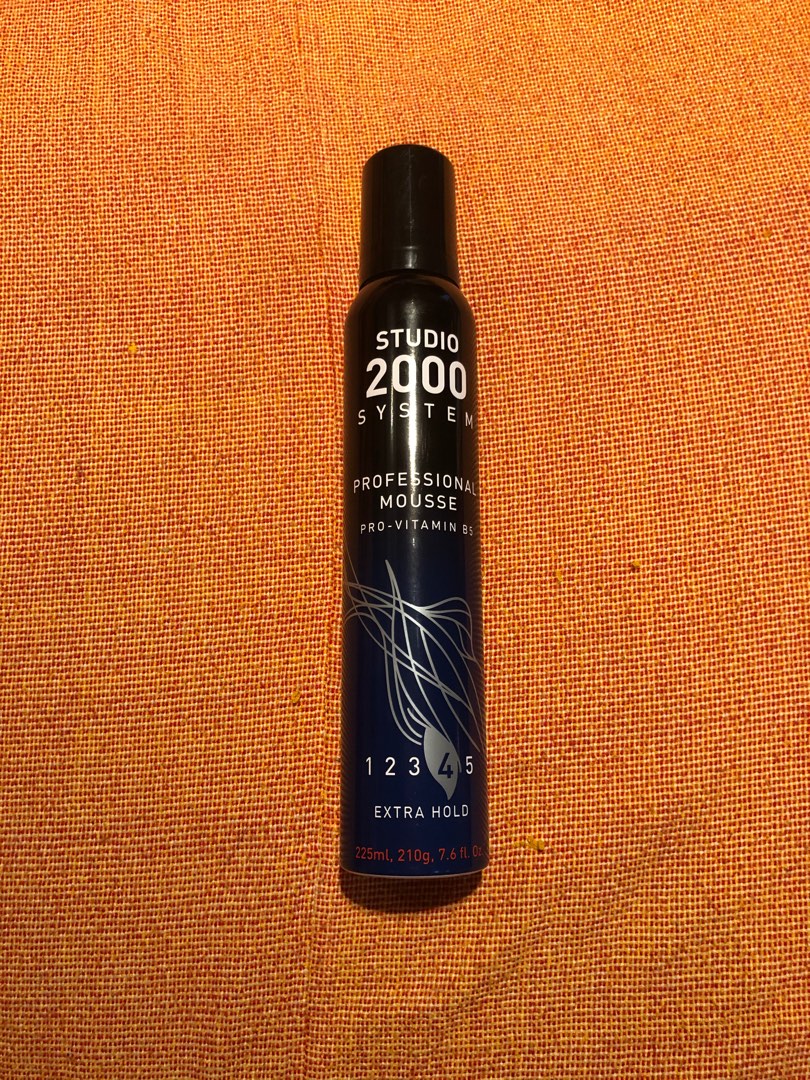 STUDIO
2000
SYSTEM
PROFESSIONAL
MOUSSE
PRO-VITAMIN B5
1 2 3 4 5
EXTRA HOLD
225ml, 210g, 7.6 fl. Oz